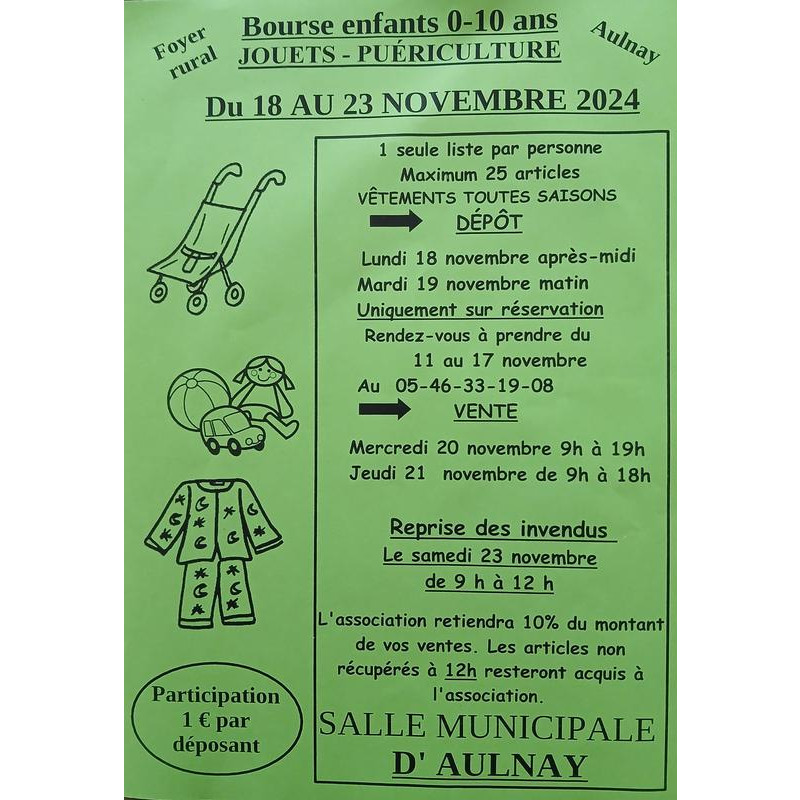 Foyer
rural
Bourse enfants 0-10 ans
JOUETS - PUÉRICULTURE
Aulnay
Du 18 AU 23 NOVEMBRE 2024
1 seule liste par personne
Maximum 25 articles
VÊTEMENTS TOUTES SAISONS
DÉPÔT
Lundi 18 novembre après-midi
Mardi 19 novembre matin
Uniquement sur réservation
Rendez-vous à prendre du
11 au 17 novembre
Au 05-46-33-19-08
VENTE
Mercredi 20 novembre 9h à 19h
Jeudi 21 novembre de 9h à 18h
Reprise des invendus
Le samedi 23 novembre
de 9 h à 12 h
L'association retiendra 10% du montant
de vos ventes. Les articles non
récupérés à 12h resteront acquis à
l'association.
SALLE MUNICIPALE
D' AULNAY
Participation
1 € par
déposant